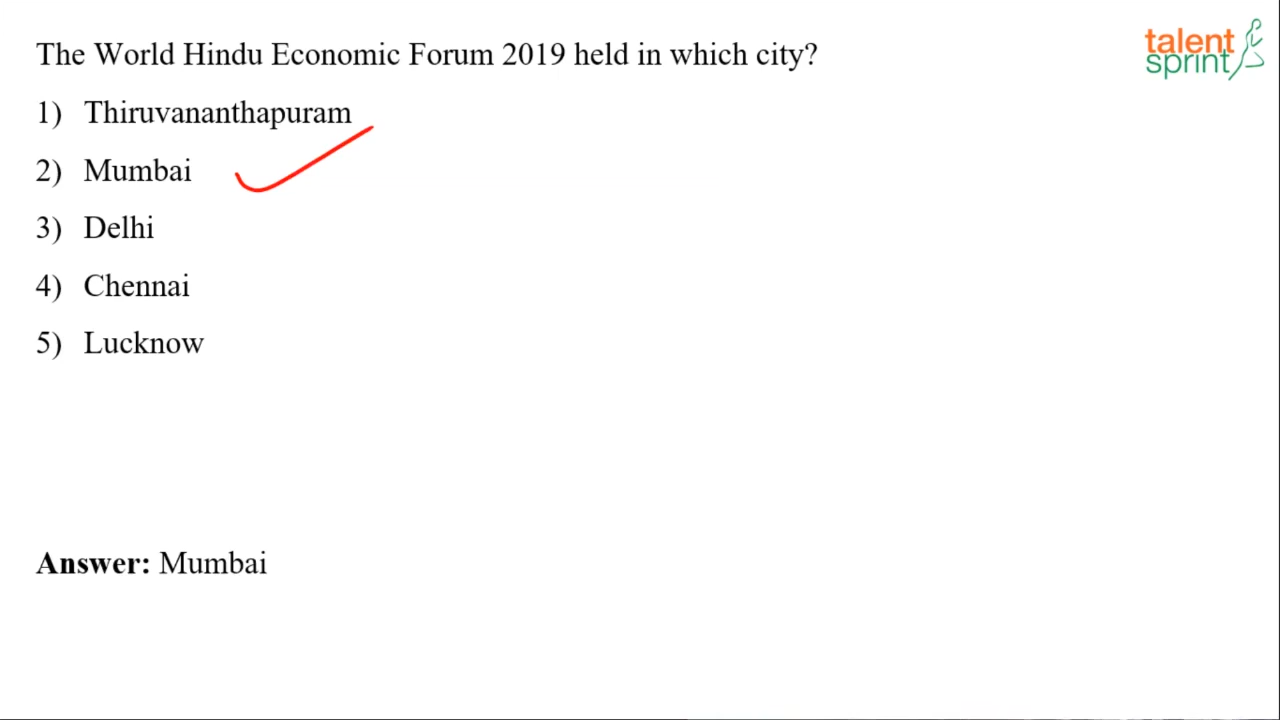 The World Hindu Economic Forum 2019 held in which city?
talent
sprint
1) Thiruvananthapuram
2) Mumbai
3) Delhi
4) Chennai
5) Lucknow
Answer: Mumbai